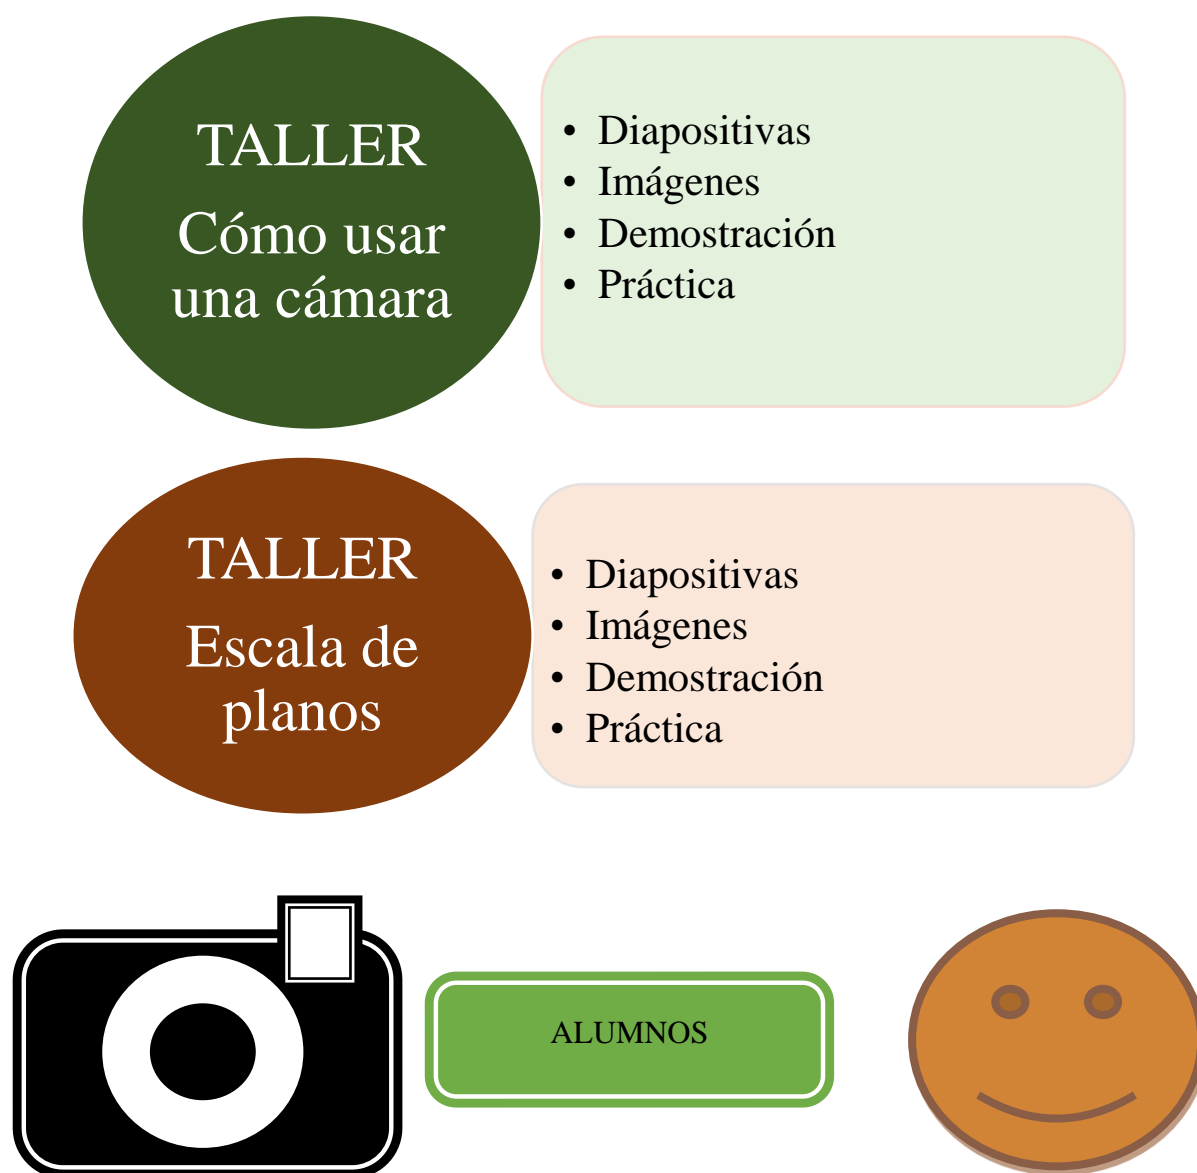 TALLER
Cómo usar
una cámara
• Diapositivas
• Imágenes
• Demostración
• Práctica
TALLER
Escala de
planos
• Diapositivas
• Imágenes
• Demostración
• Práctica
ALUMNOS